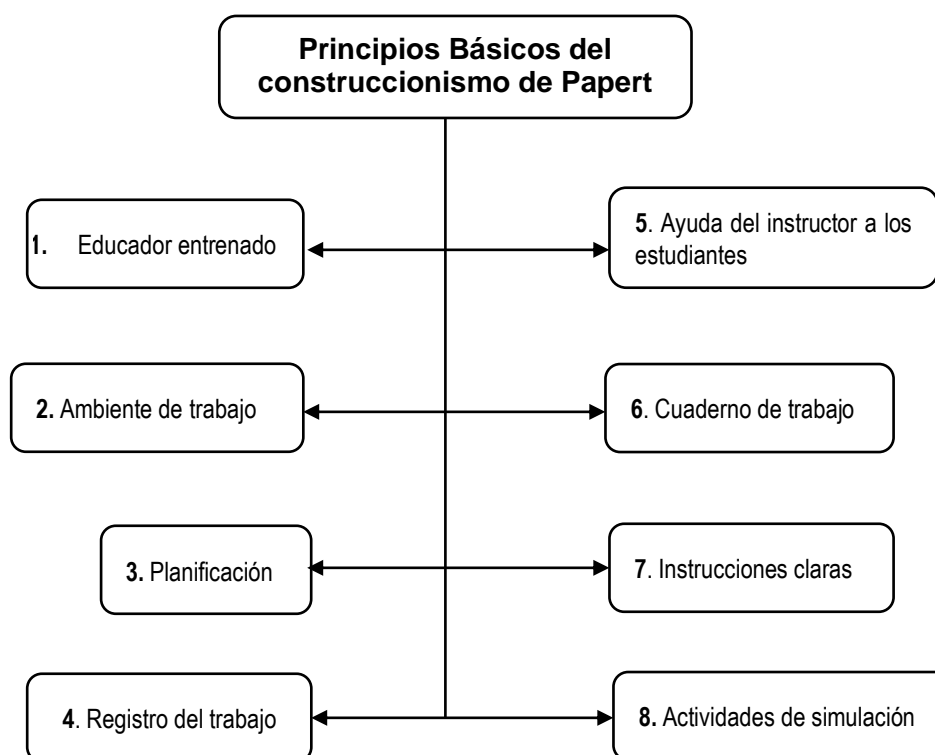 Principios Básicos del
construccionismo de Papert
1. Educador entrenado
5. Ayuda del instructor a los
estudiantes
2. Ambiente de trabajo
6. Cuaderno de trabajo
3. Planificación
7. Instrucciones claras
4. Registro del trabajo
8. Actividades de simulación